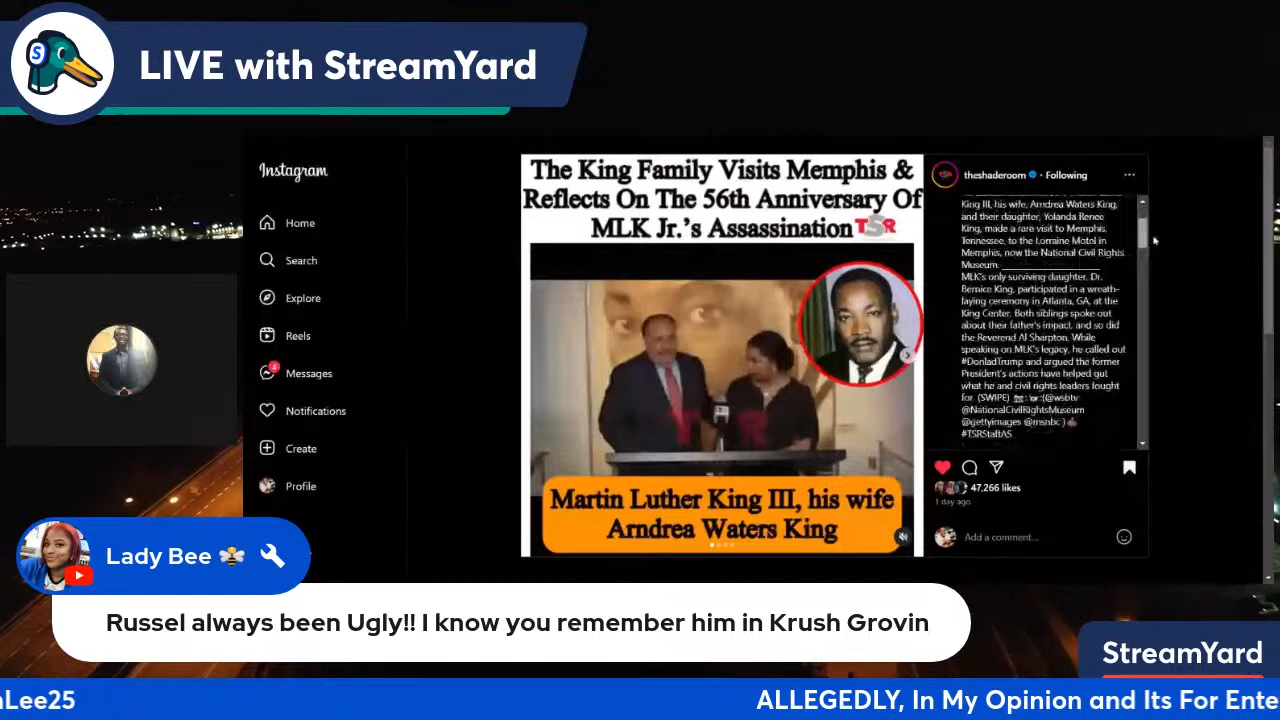 S
LIVE with StreamYard
Instagram
Home
Search
Explore
Reels
4
Messages
Notifications
Create
Profile
The King Family Visits Memphis &
Reflects On The 56th Anniversary Of
MLK Jr.'s Assassination TSR
TSR
Martin Luther King III, his wife
Arndrea Waters King
theshaderoom • Following
King III, his wife, Arndrea Waters King,
and their daughter, Yolanda Renee
King, made a rare visit to Memphis,
Tennessee, to the Lorraine Motel in
Memphis, now the National Civil Rights
Museum.
MLK's only surviving daughter, Dr.
Bernice King, participated in a wreath-
laying ceremony in Atlanta, GA, at the
King Center. Both siblings spoke out
about their father's impact, and so did
the Reverend Al Sharpton. While
speaking on MLK's legacy, he called out
#DonladTrump and argued the former
President's actions have helped gut
what he and civil rights leaders fought
for. (SWIPE) (@wsbtv
@NationalCivilRightsMuseum
@gettyimages @msnbc)
#TSRStaffAS
47,266 likes
1 day ago
Add a comment...
Lady Bee
Russel always been Ugly!! I know you remember him in Krush Grovin
StreamYard
nLee25
ALLEGEDLY, In My Opinion and Its For Ente